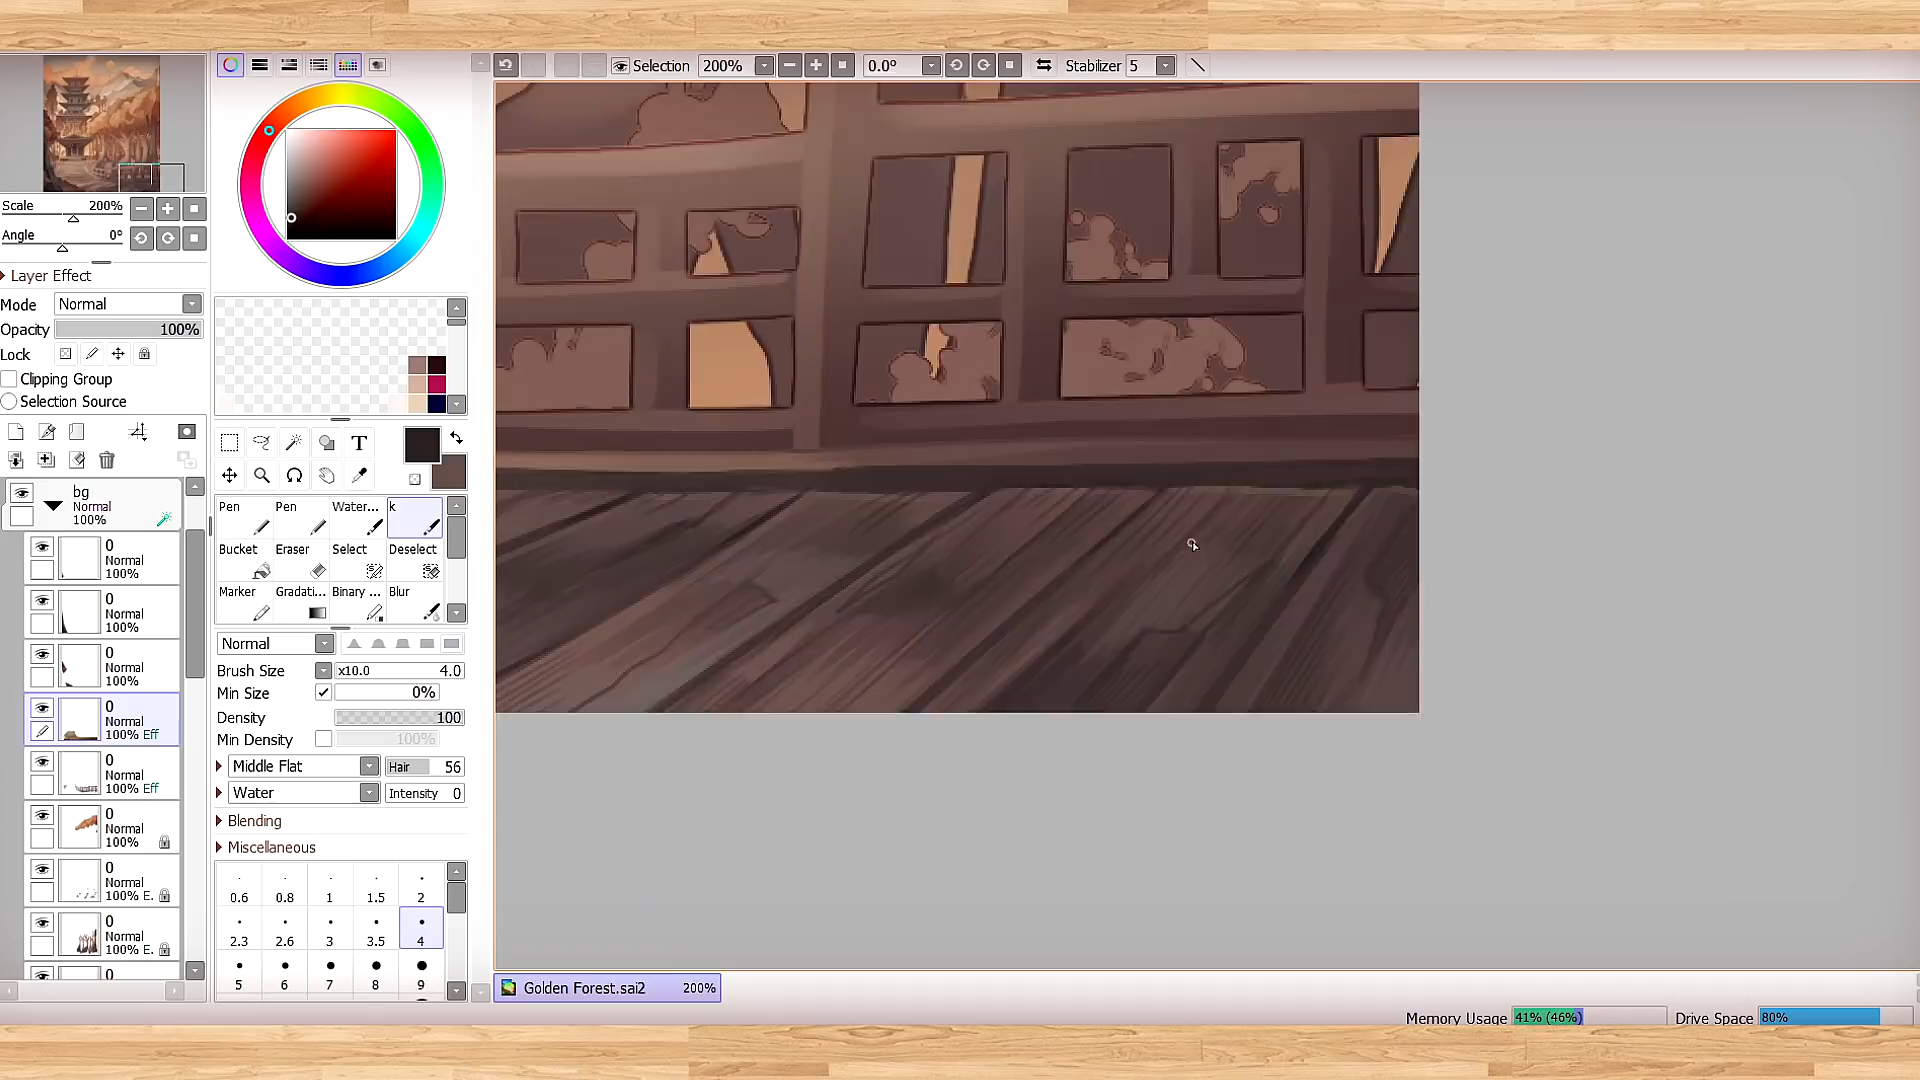 Selection 200% 0.0° Stabilizer 5
Scale 200%
Angle 0°
Layer Effect
Mode Normal
Opacity 100%
Lock
Clipping Group
Selection Source
bg
Normal
100%
0
Normal
100%
0
Normal
100%
0
Normal
100%
0
Normal
100% Eff
0
Normal
100% Eff
0
Normal
100%
0
Normal
100% E.
0
Normal
100% E.
0
T
Pen Pen Water... k
Bucket Eraser Select Deselect
Marker Gradati... Binary ... Blur
Normal
Brush Size x10.0 4.0
Min Size 0%
Density 100
Min Density 100%
Middle Flat Hair 56
Water Intensity 0
Blending
Miscellaneous
0.6 0.8 1 1.5 2
2.3 2.6 3 3.5 4
5 6 7 8 9
Golden Forest.sai2 200%
Memory Usage 41% (46%) Drive Space 80%